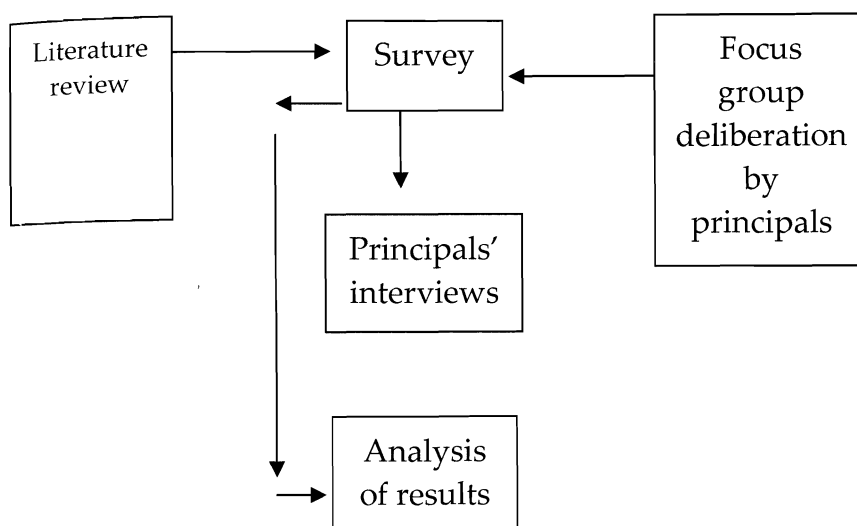 Literature
review
Survey
Focus
group
deliberation
by
principals
Principals’
interviews
Analysis
of results